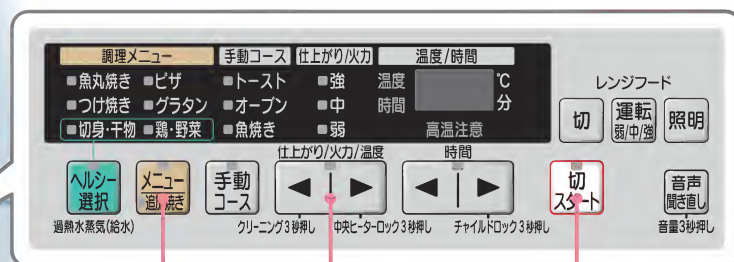 調理メニュー 手動コース 仕上がり/火力 温度/時間
魚丸焼き ピザ トースト 強 温度 ℃
つけ焼き グラタン オーブン 中 時間 分
切身・干物 鶏・野菜 魚焼き 弱 高温注意
レンジフード
切 運転 弱/中/強 照明
仕上がり/火力/温度 時間
ヘルシー選択 メニュー 追い焼き 手動コース 切 スタート 音声 聞き直し
過熱水蒸気(給水) クリーニング3秒押し 中央ヒーターロック3秒押し チャイルドロック3秒押し 音量3秒押し